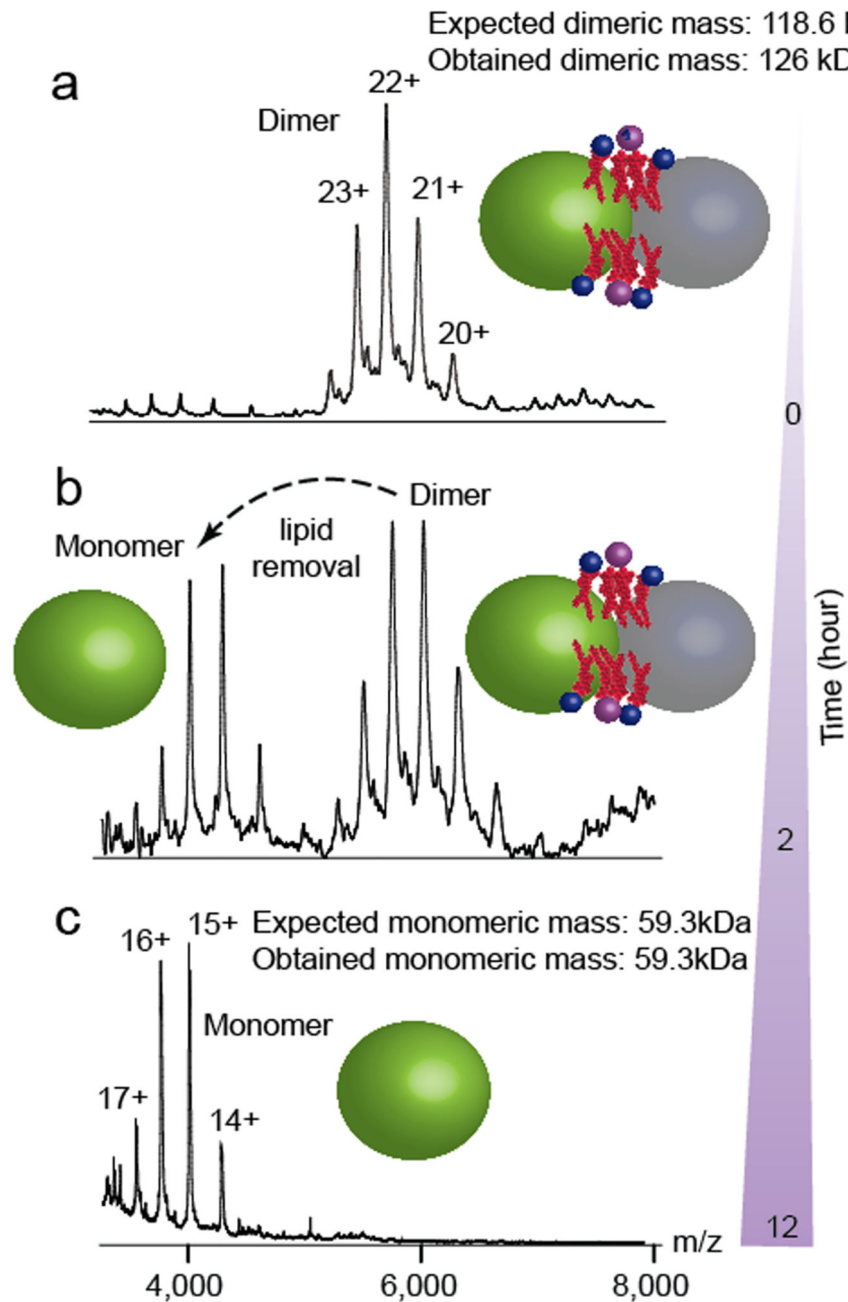 Expected dimeric mass: 118.6
Obtained dimeric mass: 126 kD
a
22+
Dimer
23+
21+
20+
0
b
Dimer
Monomer
lipid
removal
Time (hour)
2
c
15+
Expected monomeric mass: 59.3kDa
16+
Obtained monomeric mass: 59.3kDa
Monomer
17+
14+
12
m/z
4,000
6,000
8,000